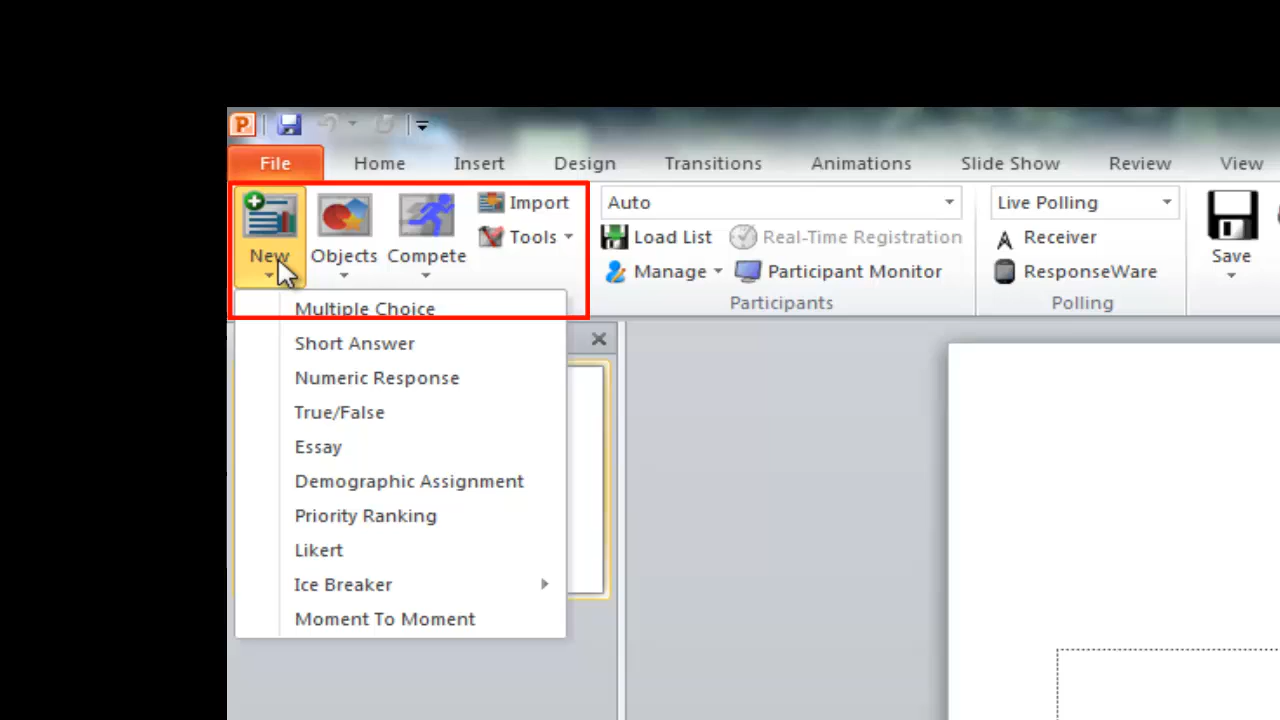 File Home Insert Design Transitions Animations Slide Show Review View
New Objects Compete Import Tools
Auto
Load List Real-Time Registration
Manage Participant Monitor
Participants
Live Polling
Receiver
ResponseWare
Polling
Save
Multiple Choice
Short Answer
Numeric Response
True/False
Essay
Demographic Assignment
Priority Ranking
Likert
Ice Breaker
Moment To Moment